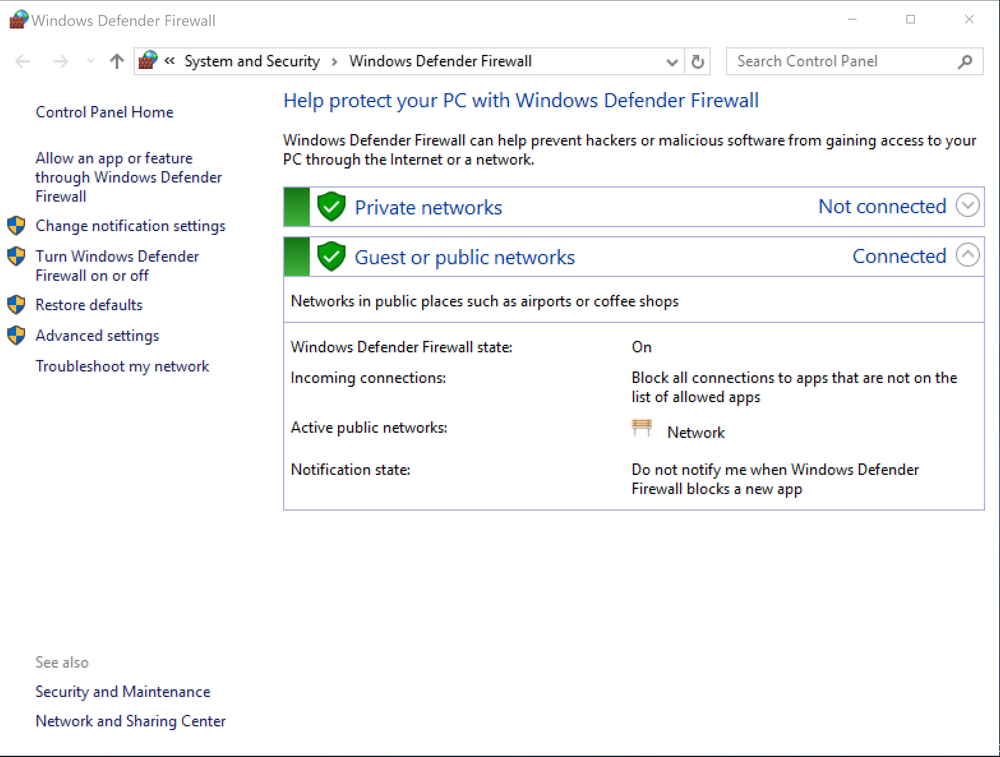 Windows Defender Firewall
« System and Security › Windows Defender Firewall
Search Control Panel
Control Panel Home
Allow an app or feature
through Windows Defender
Firewall
Change notification settings
Turn Windows Defender
Firewall on or off
Restore defaults
Advanced settings
Troubleshoot my network
See also
Security and Maintenance
Network and Sharing Center
Help protect your PC with Windows Defender Firewall
Windows Defender Firewall can help prevent hackers or malicious software from gaining access to your
PC through the Internet or a network.
Private networks Not connected
Guest or public networks Connected
Networks in public places such as airports or coffee shops
Windows Defender Firewall state: On
Incoming connections: Block all connections to apps that are not on the
list of allowed apps
Active public networks: Network
Notification state: Do not notify me when Windows Defender
Firewall blocks a new app